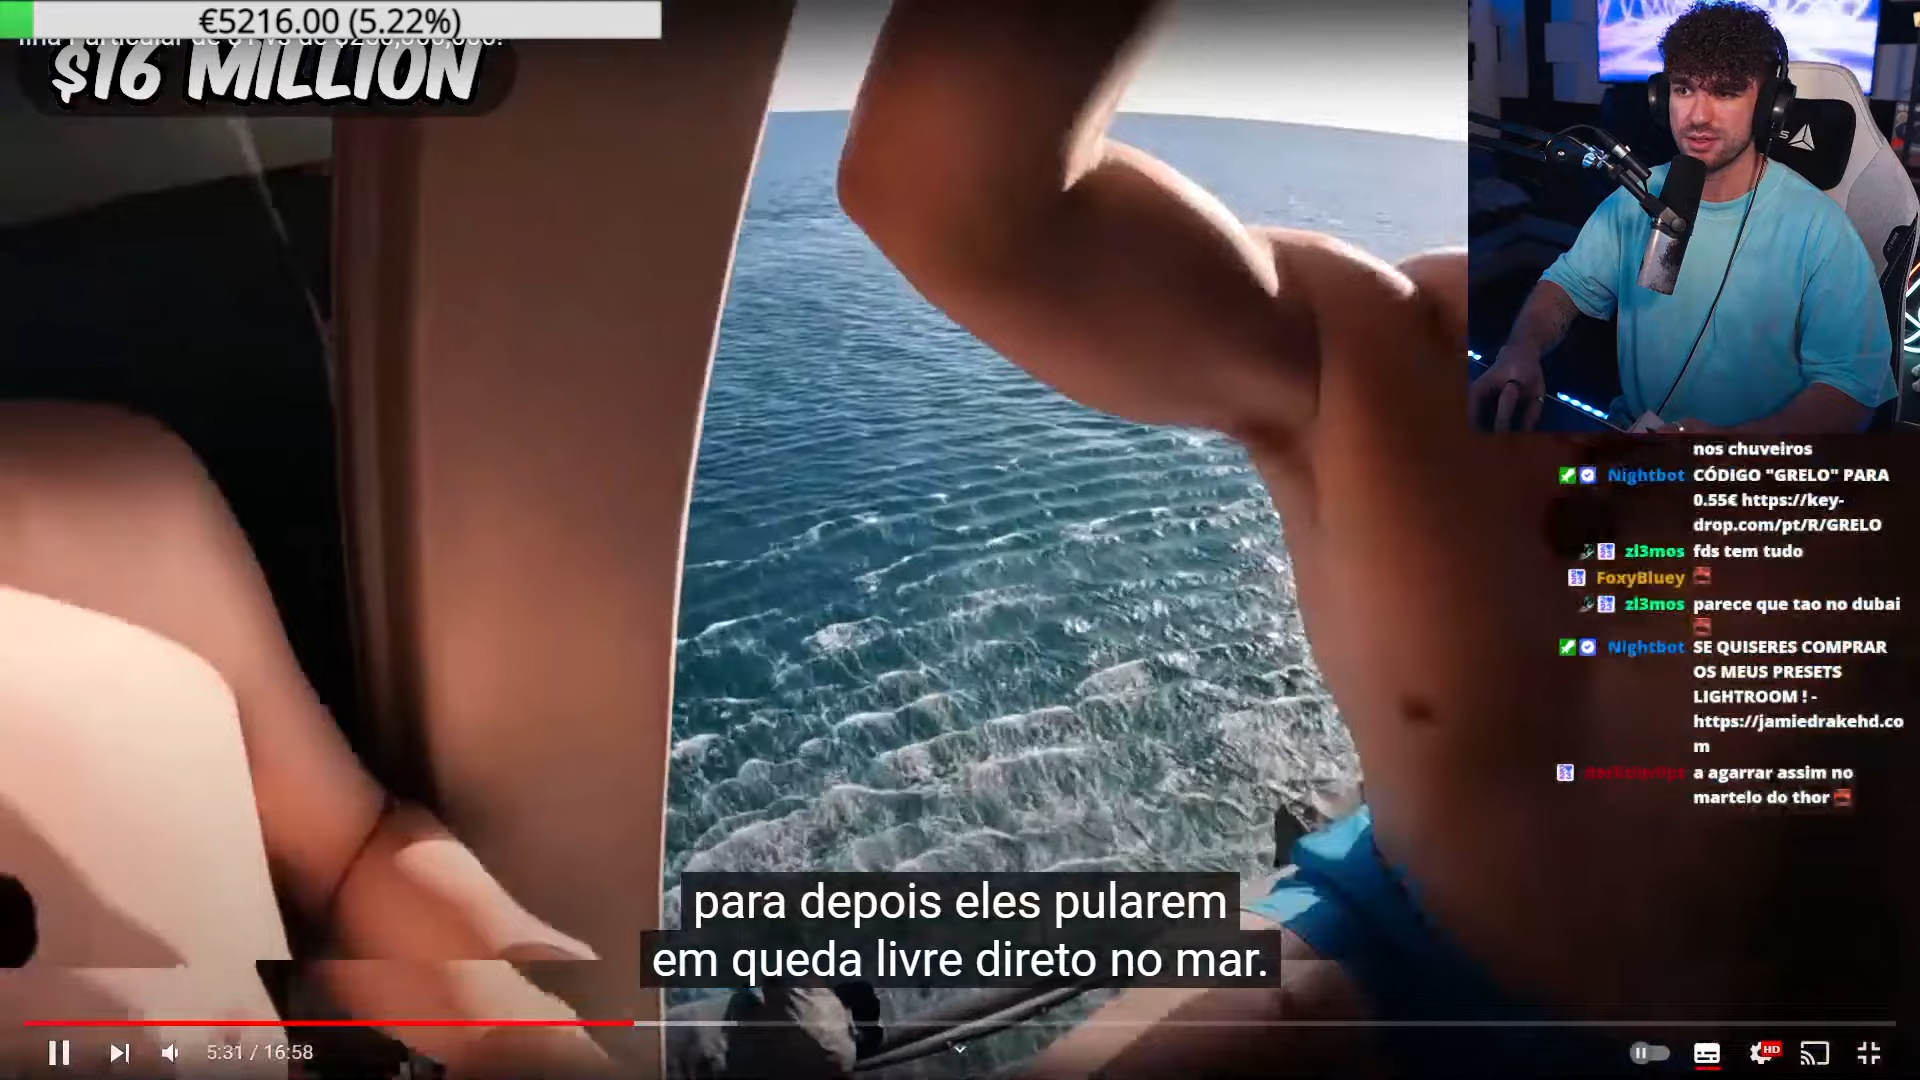 €5216.00 (5.22%)
$16 MILLION
nos chuveiros
Nightbot CÓDIGO "GRELO" PARA
0.55€ https://key-
drop.com/pt/R/GRELO
zl3mos fds tem tudo
FoxyBluey
zl3mos parece que tao no dubai
Nightbot SE QUISERES COMPRAR
OS MEUS PRESETS
LIGHTROOM ! -
https://jamiedrakehd.co
m
a agarrar assim no
martelo do thor
para depois eles pularem
em queda livre direto no mar.
5:31 / 16:58
HD